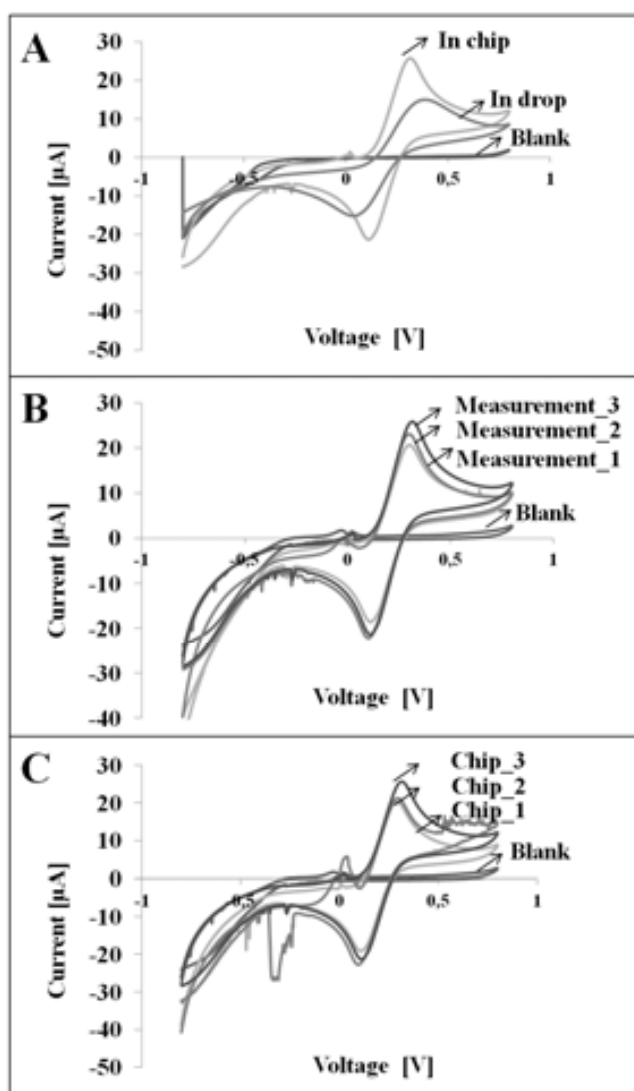 A
In chip
In drop
Blank
30
20
10
0
-10
-20
-30
-40
-50
-1
-0,5
0
0,5
1
Current [µA]
Voltage [V]
B
Measurement_3
Measurement_2
Measurement_1
Blank
30
20
10
0
-10
-20
-30
-40
-1
-0,5
0
0,5
1
Current [µA]
Voltage [V]
C
Chip_3
Chip_2
Chip_1
Blank
30
20
10
0
-10
-20
-30
-40
-50
-1
-0,5
0
0,5
1
Current [µA]
Voltage [V]